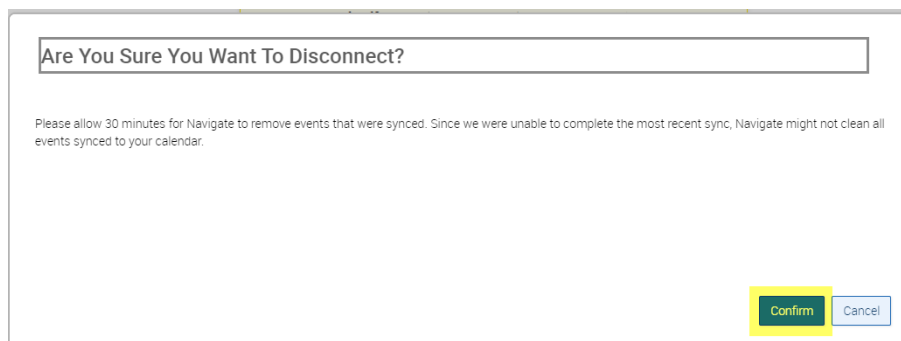 Are You Sure You Want To Disconnect?
Please allow 30 minutes for Navigate to remove events that were synced. Since we were unable to complete the most recent sync, Navigate might not clean all
events synced to your calendar.
Confirm Cancel